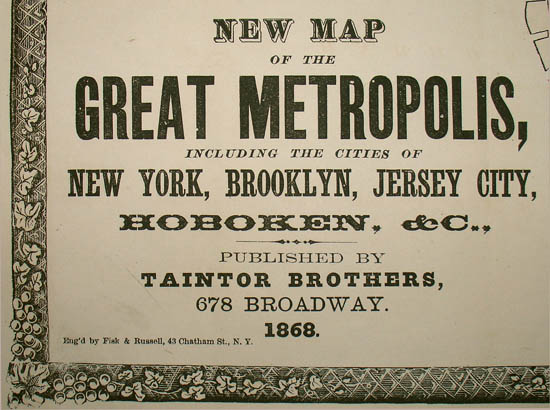 NEW MAP
OF THE
GREAT METROPOLIS,
INCLUDING THE CITIES OF
NEW YORK, BROOKLYN, JERSEY CITY,
HOBOKEN, &C.,
PUBLISHED BY
TAINTOR BROTHERS,
678 BROADWAY.
1868.
Eng'd by Fisk & Russell, 43 Chatham St., N. Y.